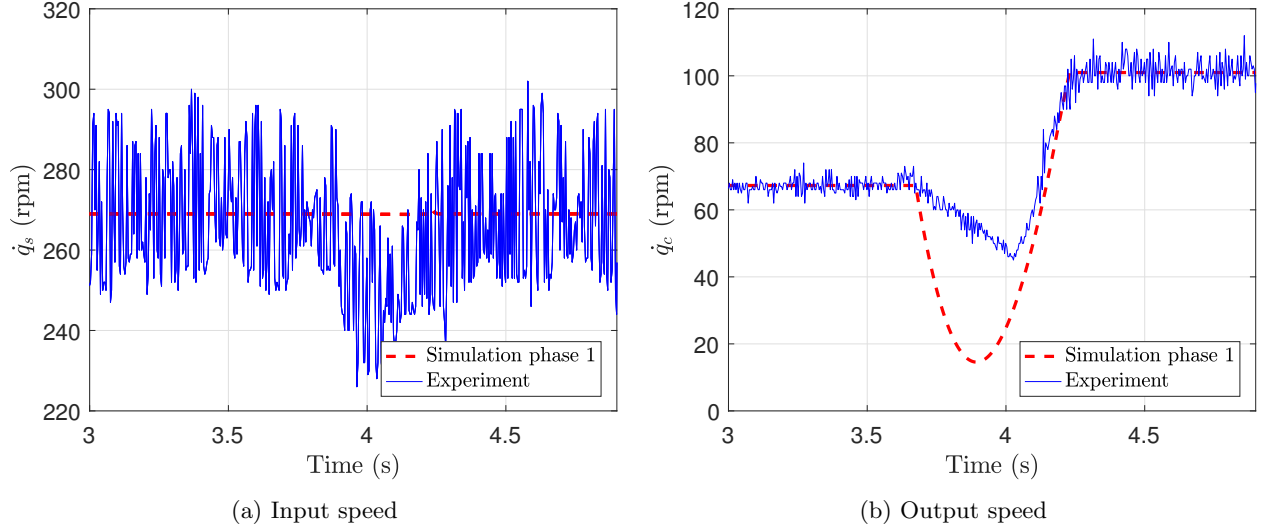 320
300
280
260
240
220
q̇s (rpm)
3
3.5
4
4.5
Time (s)
Simulation phase 1
Experiment
(a) Input speed
120
100
80
60
40
20
0
q̇c (rpm)
3
3.5
4
4.5
Time (s)
Simulation phase 1
Experiment
(b) Output speed